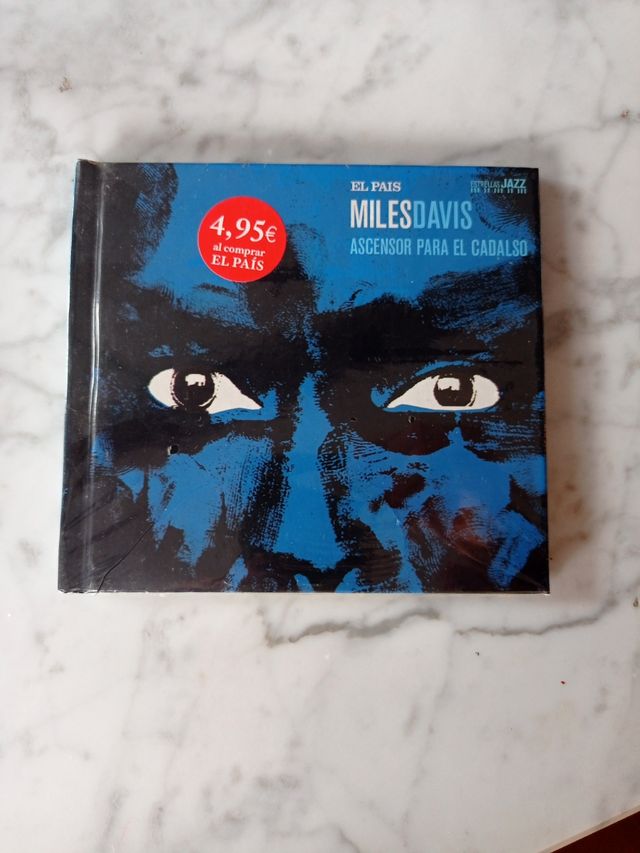 EL PAIS
ESTRELLAS JAZZ
MILESDAVIS
ASCENSOR PARA EL CADALSO
4,95€
al comprar
EL PAÍS